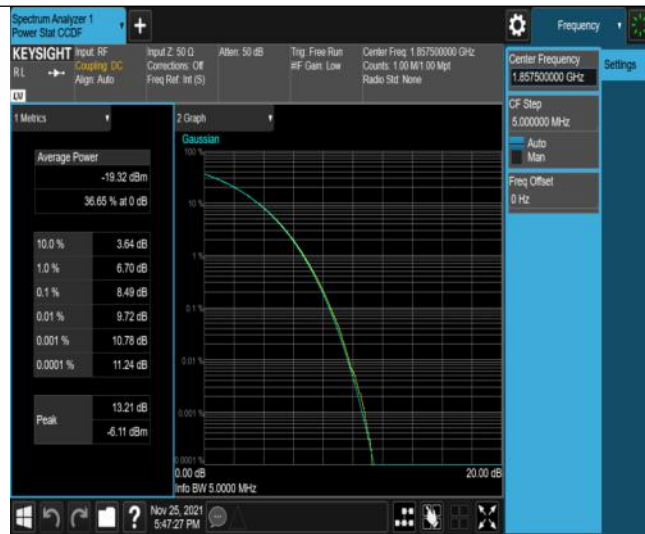 Spectrum Analyzer 1
Power Stat CCDF
+
Frequency
KEYSIGHT
RL
LXI
Input: RF
Coupling: DC
Align: Auto
Input Z: 50 Ω
Corrections: Off
Freq Ref: Int (S)
Atten: 50 dB
Trig: Free Run
#IF Gain: Low
Center Freq: 1.857500000 GHz
Counts: 1.00 M/1.00 Mpt
Radio Std: None
Center Frequency
1.857500000 GHz
Settings
CF Step
5.000000 MHz
Auto
Man
Freq Offset
0 Hz
1 Metrics
Average Power
-19.32 dBm
36.65 % at 0 dB
10.0 % 3.64 dB
1.0 % 6.70 dB
0.1 % 8.49 dB
0.01 % 9.72 dB
0.001 % 10.78 dB
0.0001 % 11.24 dB
Peak
13.21 dB
-6.11 dBm
2 Graph
Gaussian
100 %
10 %
1 %
0.1 %
0.01 %
0.001 %
0.0001 %
0.00 dB 20.00 dB
Info BW 5.0000 MHz
?
Nov 25, 2021
5:47:27 PM